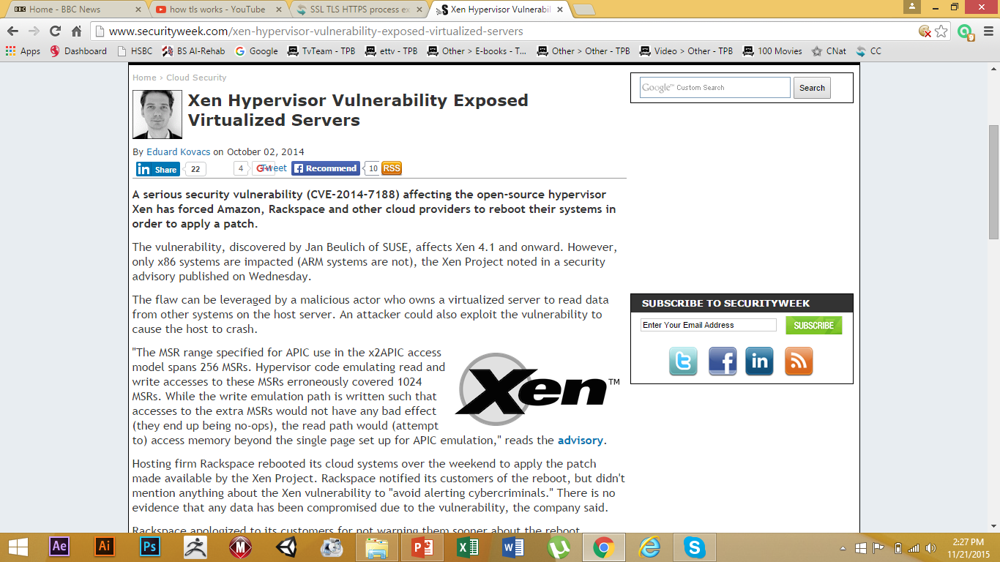 Home - BBC News
how tls works - YouTube
SSL TLS HTTPS process ex
Xen Hypervisor Vulnerabil
www.securityweek.com/xen-hypervisor-vulnerability-exposed-virtualized-servers
Apps Dashboard HSBC BS AI-Rehab Google TvTeam - TPB ettv - TPB Other > E-books - T... Other > Other - TPB Video > Other - TPB 100 Movies CNat CC
Home > Cloud Security
Xen Hypervisor Vulnerability Exposed
Virtualized Servers
By Eduard Kovacs on October 02, 2014
in Share 22 4 Tweet Recommend 10 RSS
A serious security vulnerability (CVE-2014-7188) affecting the open-source hypervisor
Xen has forced Amazon, Rackspace and other cloud providers to reboot their systems in
order to apply a patch.
The vulnerability, discovered by Jan Beulich of SUSE, affects Xen 4.1 and onward. However,
only x86 systems are impacted (ARM systems are not), the Xen Project noted in a security
advisory published on Wednesday.
The flaw can be leveraged by a malicious actor who owns a virtualized server to read data
from other systems on the host server. An attacker could also exploit the vulnerability to
cause the host to crash.
"The MSR range specified for APIC use in the x2APIC access
model spans 256 MSRs. Hypervisor code emulating read and
write accesses to these MSRs erroneously covered 1024
MSRs. While the write emulation path is written such that
accesses to the extra MSRs would not have any bad effect
(they end up being no-ops), the read path would (attempt
to) access memory beyond the single page set up for APIC emulation," reads the advisory.
Xen™
Hosting firm Rackspace rebooted its cloud systems over the weekend to apply the patch
made available by the Xen Project. Rackspace notified its customers of the reboot, but didn't
mention anything about the Xen vulnerability to "avoid alerting cybercriminals." There is no
evidence that any data has been compromised due to the vulnerability, the company said.
Rackspace apologized to its customers for not warning them sooner about the reboot
Google™ Custom Search
Search
SUBSCRIBE TO SECURITYWEEK
Enter Your Email Address
SUBSCRIBE
in
Ae
Ai
Ps
2:27 PM
11/21/2015